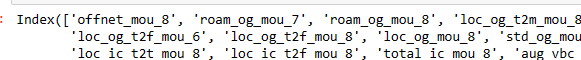 : Index(['offnet_mou_8', 'roam_og_mou_7', 'roam_og_mou_8', 'loc_og_t2m_mou_8
'loc_og_t2f_mou_6', 'loc_og_t2f_mou_8', 'loc_og_mou_8', 'std_og_mou
'loc_ic_t2t_mou_8', 'loc_ic_t2f_mou_8', 'total_ic_mou_8', 'aug_vbc